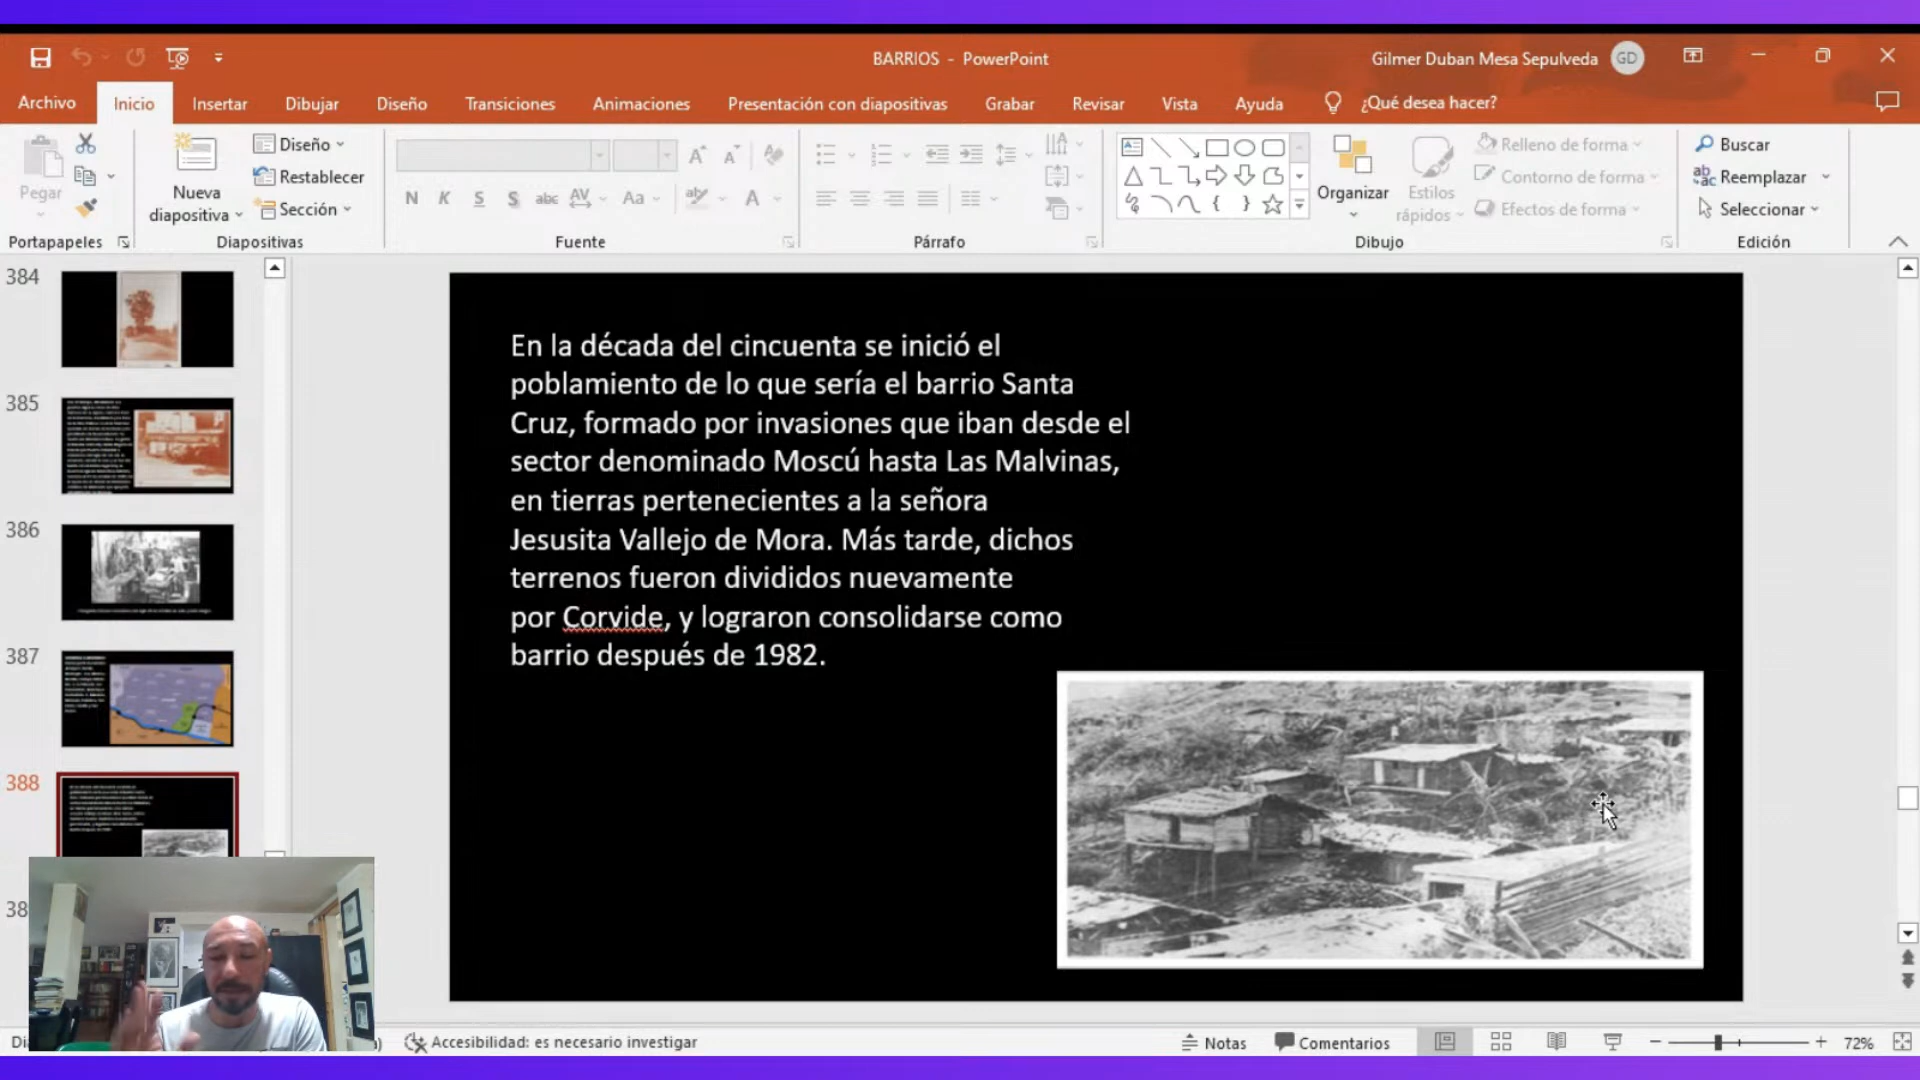 BARRIOS - PowerPoint
Gilmer Duban Mesa Sepulveda
GD
Archivo
Inicio
Insertar
Dibujar
Diseño
Transiciones
Animaciones
Presentación con diapositivas
Grabar
Revisar
Vista
Ayuda
¿Qué desea hacer?
Pegar
Nueva
diapositiva
Diseño
Restablecer
Sección
N K S S abc AV Aa A
Organizar
Estilos
rápidos
Relleno de forma
Contorno de forma
Efectos de forma
Buscar
Reemplazar
Seleccionar
Portapapeles
Diapositivas
Fuente
Párrafo
Dibujo
Edición
384
385
386
387
388
38
En la década del cincuenta se inició el
poblamiento de lo que sería el barrio Santa
Cruz, formado por invasiones que iban desde el
sector denominado Moscú hasta Las Malvinas,
en tierras pertenecientes a la señora
Jesusita Vallejo de Mora. Más tarde, dichos
terrenos fueron divididos nuevamente
por Corvide, y lograron consolidarse como
barrio después de 1982.
Accesibilidad: es necesario investigar
Notas
Comentarios
72%